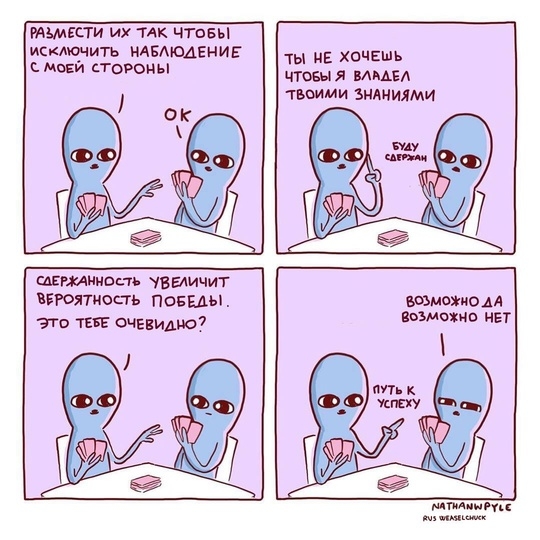 РАЗМЕСТИ ИХ ТАК ЧТОБЫ
ИСКЛЮЧИТЬ НАБЛЮДЕНИЕ
С МОЕЙ СТОРОНЫ
ОК
ТЫ НЕ ХОЧЕШЬ
ЧТОБЫ Я ВЛАДЕЛ
ТВОИМИ ЗНАНИЯМИ
БУДУ
СДЕРЖАН
СДЕРЖАННОСТЬ УВЕЛИЧИТ
ВЕРОЯТНОСТЬ ПОБЕДЫ.
ЭТО ТЕБЕ ОЧЕВИДНО?
ВОЗМОЖНО ДА
ВОЗМОЖНО НЕТ
ПУТЬ К
УСПЕХУ
NATHANWPYLE
RUS WEASELCHUCK